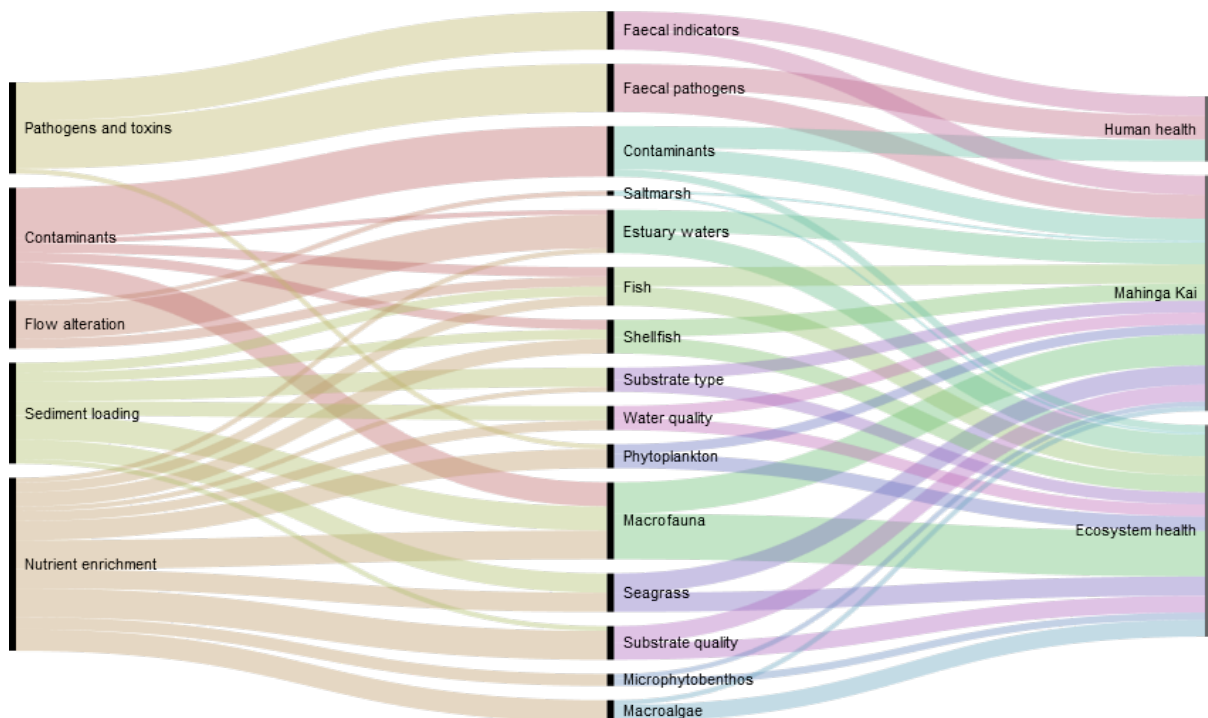 Pathogens and toxins
Contaminants
Flow alteration
Sediment loading
Nutrient enrichment
Faecal indicators
Faecal pathogens
Contaminants
Saltmarsh
Estuary waters
Fish
Shellfish
Substrate type
Water quality
Phytoplankton
Macrofauna
Seagrass
Substrate quality
Microphytobenthos
Macroalgae
Human health
Mahinga Kai
Ecosystem health